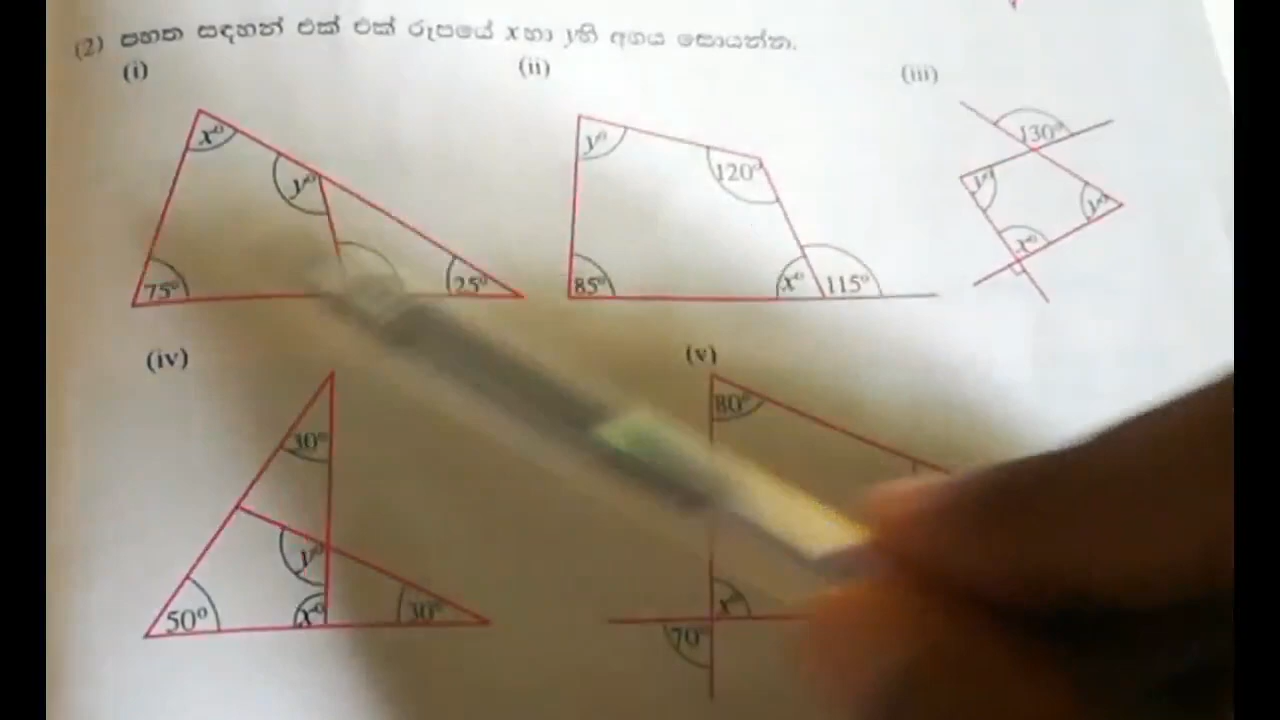 (2) පහත සඳහන් එක් එක් රූපයේ x හා y හි අගය සොයන්න.
(i) (ii) (iii)
x° y° 75° 25°
y° 120° 85° x° 115°
130° y° y° x°
(iv) (v)
30° y° 50° x° 30°
80° x° 70°